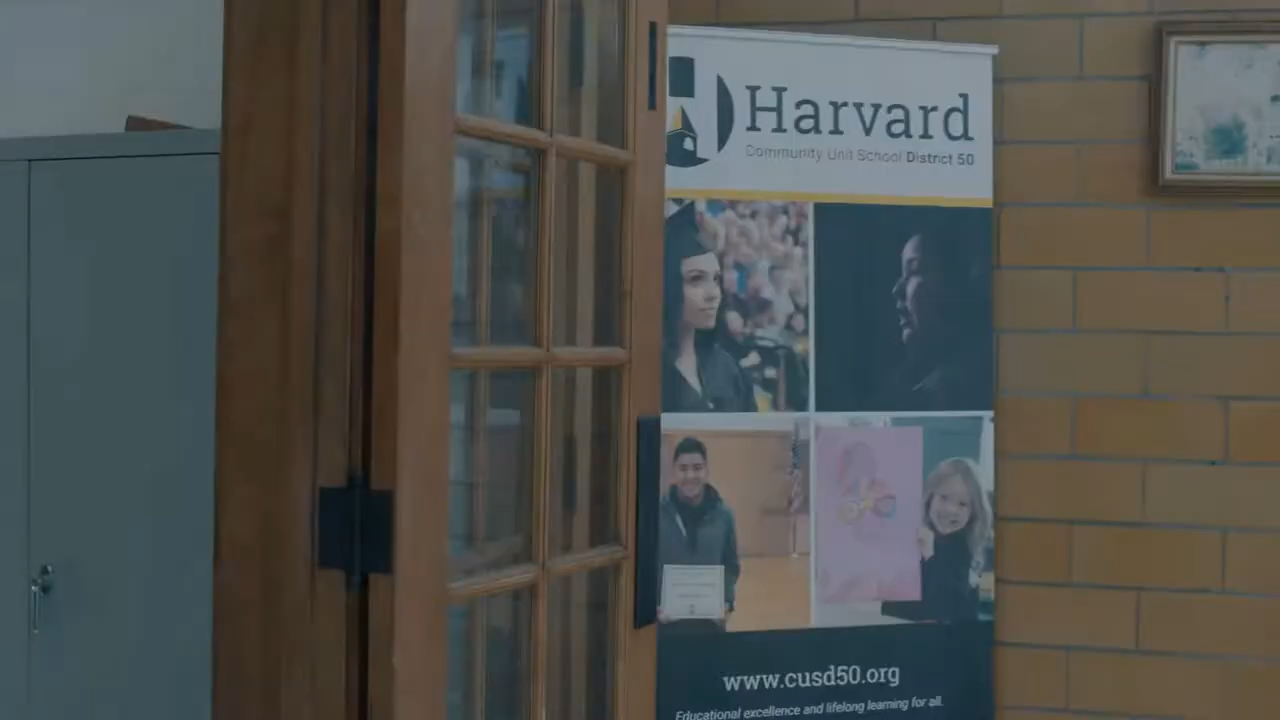 Harvard
Community Unit School District 50
www.cusd50.org
Educational excellence and lifelong learning for all.